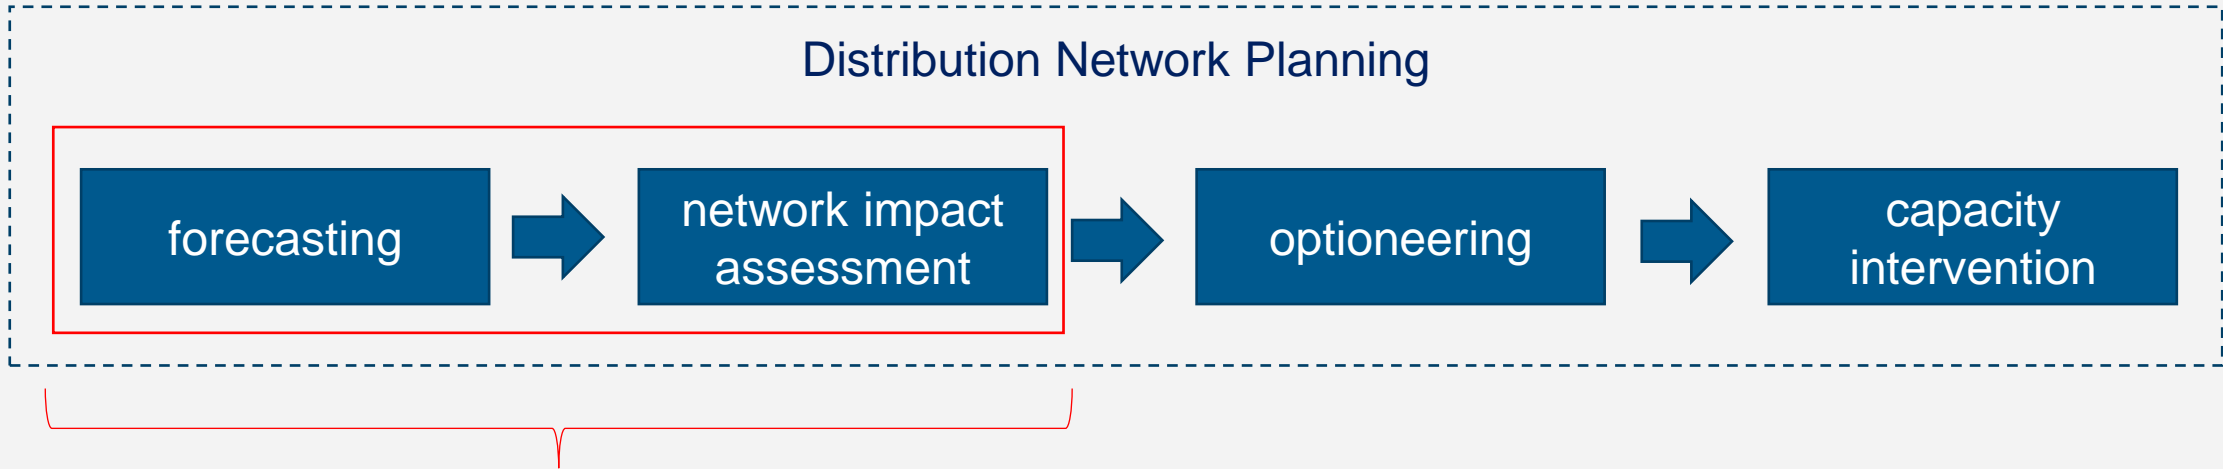 Distribution Network Planning
forecasting
network impact
assessment
optioneering
capacity
intervention